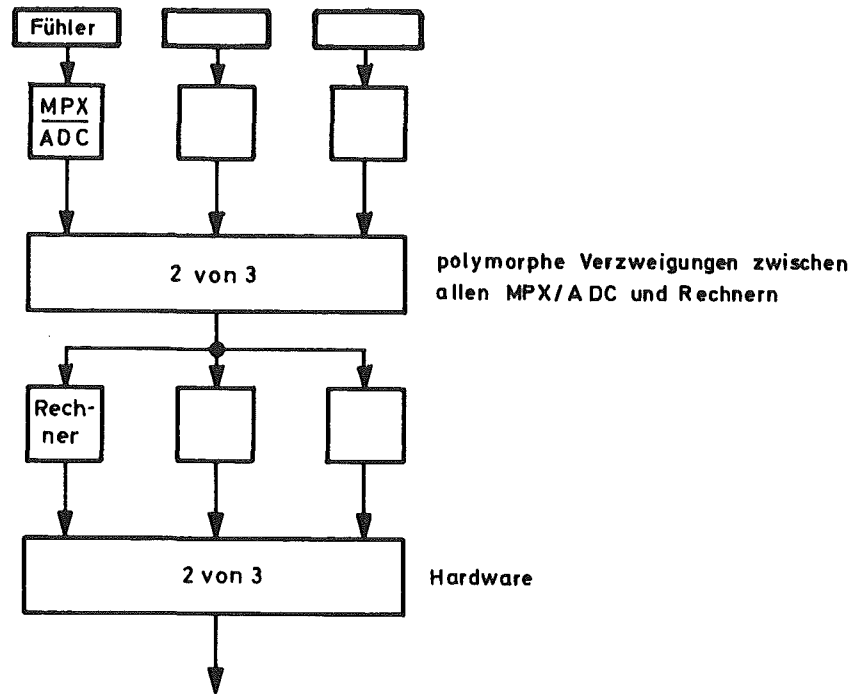 Fühler
MPX
ADC
2 von 3
polymorphe Verzweigungen zwischen
allen MPX/ADC und Rechnern
Rech-
ner
2 von 3
Hardware